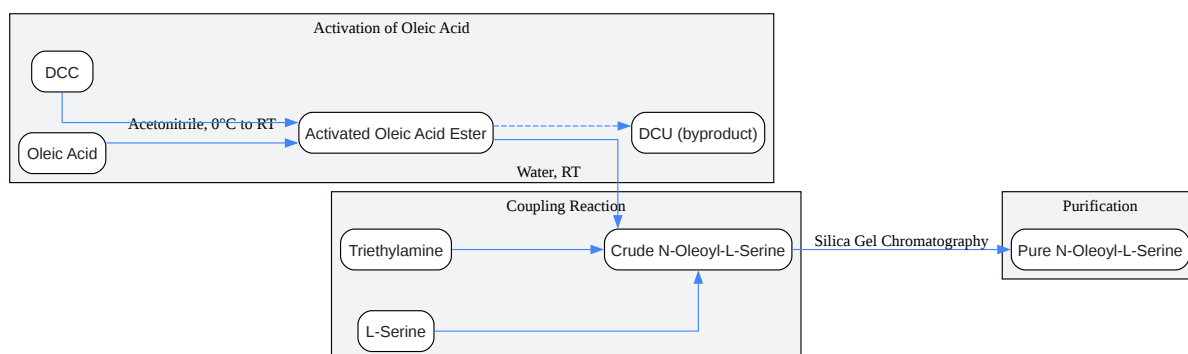 Activation of Oleic Acid
DCC
Acetonitrile, 0°C to RT
Oleic Acid
Activated Oleic Acid Ester
DCU (byproduct)
Water, RT
Coupling Reaction
Triethylamine
Crude N-Oleoyl-L-Serine
L-Serine
Silica Gel Chromatography
Purification
Pure N-Oleoyl-L-Serine